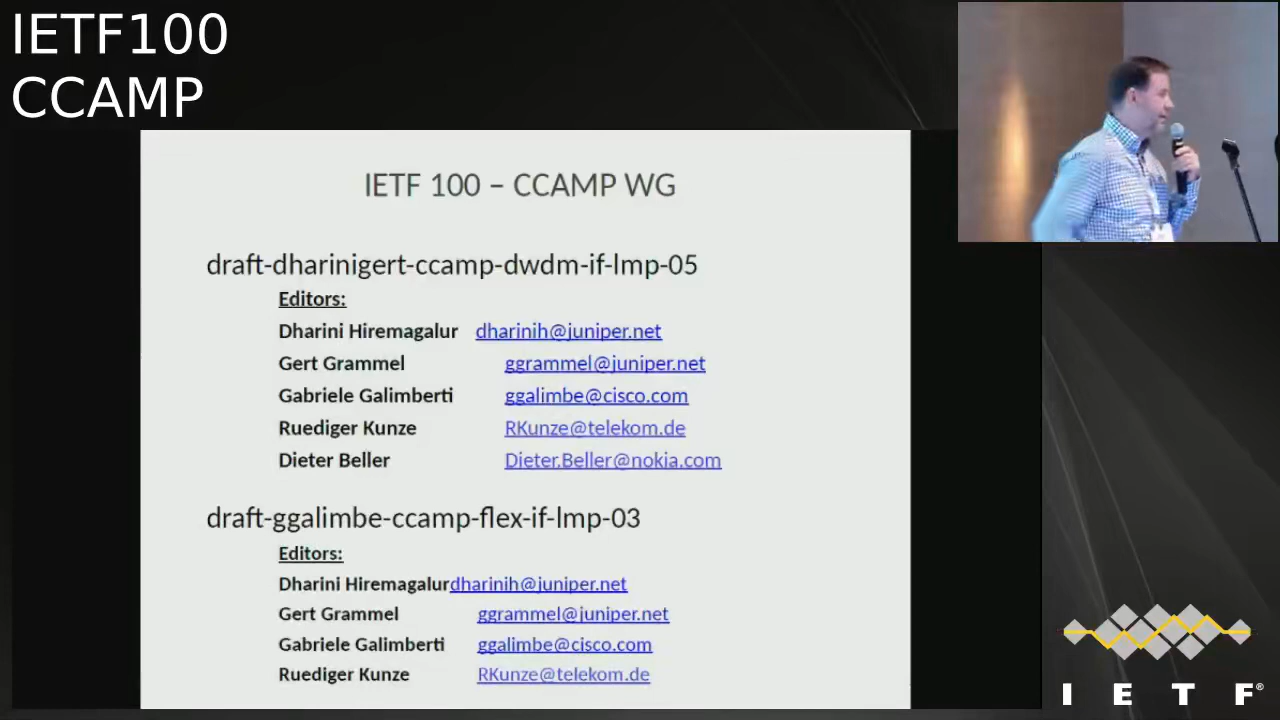 IETF100
CCAMP
IETF 100 – CCAMP WG
draft-dharinigert-ccamp-dwdm-if-lmp-05
Editors:
Dharini Hiremagalur dharinih@juniper.net
Gert Grammel ggrammel@juniper.net
Gabriele Galimberti ggalimbe@cisco.com
Ruediger Kunze RKunze@telekom.de
Dieter Beller Dieter.Beller@nokia.com
draft-ggalimbe-ccamp-flex-if-lmp-03
Editors:
Dharini Hiremagalurdharinih@juniper.net
Gert Grammel ggrammel@juniper.net
Gabriele Galimberti ggalimbe@cisco.com
Ruediger Kunze RKunze@telekom.de
I E T F®